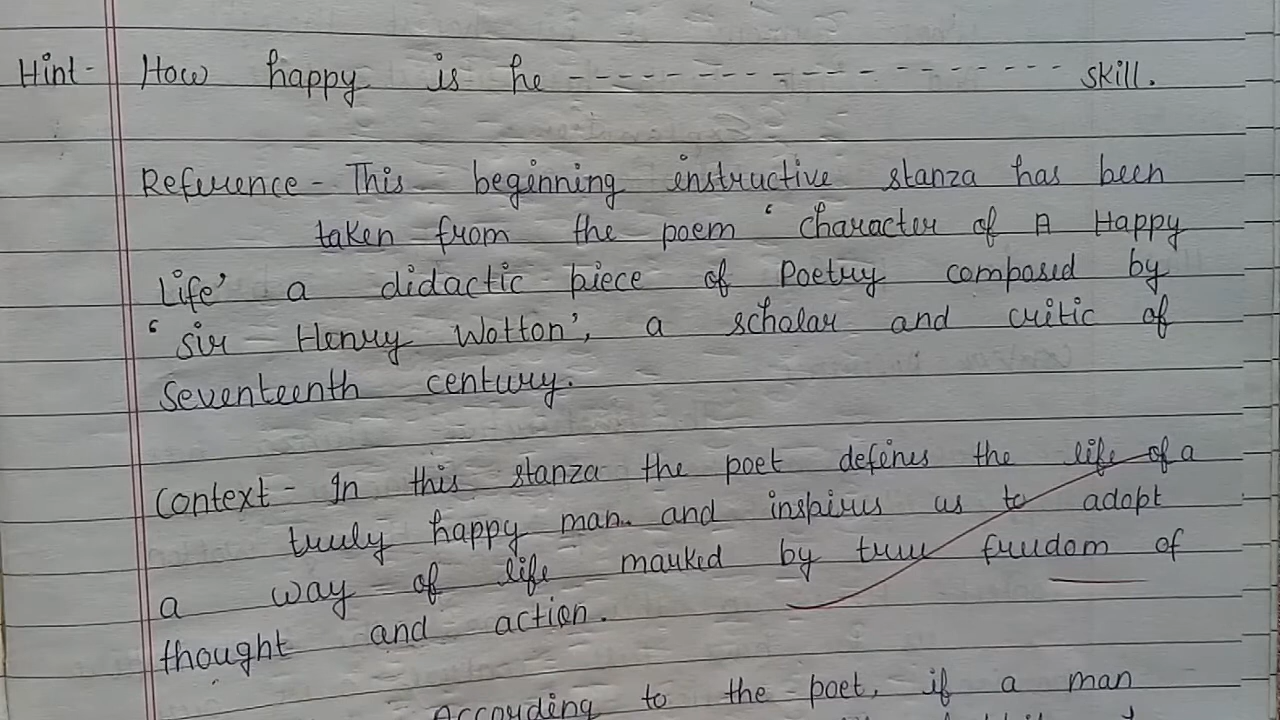 Hint - How happy is he - - - - - - - - - - - - - - - - - - - - skill.
Reference - This beginning instructive stanza has been
taken from the poem ' character of A Happy
Life' a didactic piece of Poetry composed by
'Sir Henry Wotton', a scholar and critic of
Seventeenth century.
Context - In this stanza the poet defines the life of a
truly happy man. and inspires us to adopt
a way of life marked by true freedom of
thought and action.
According to the poet, if a man